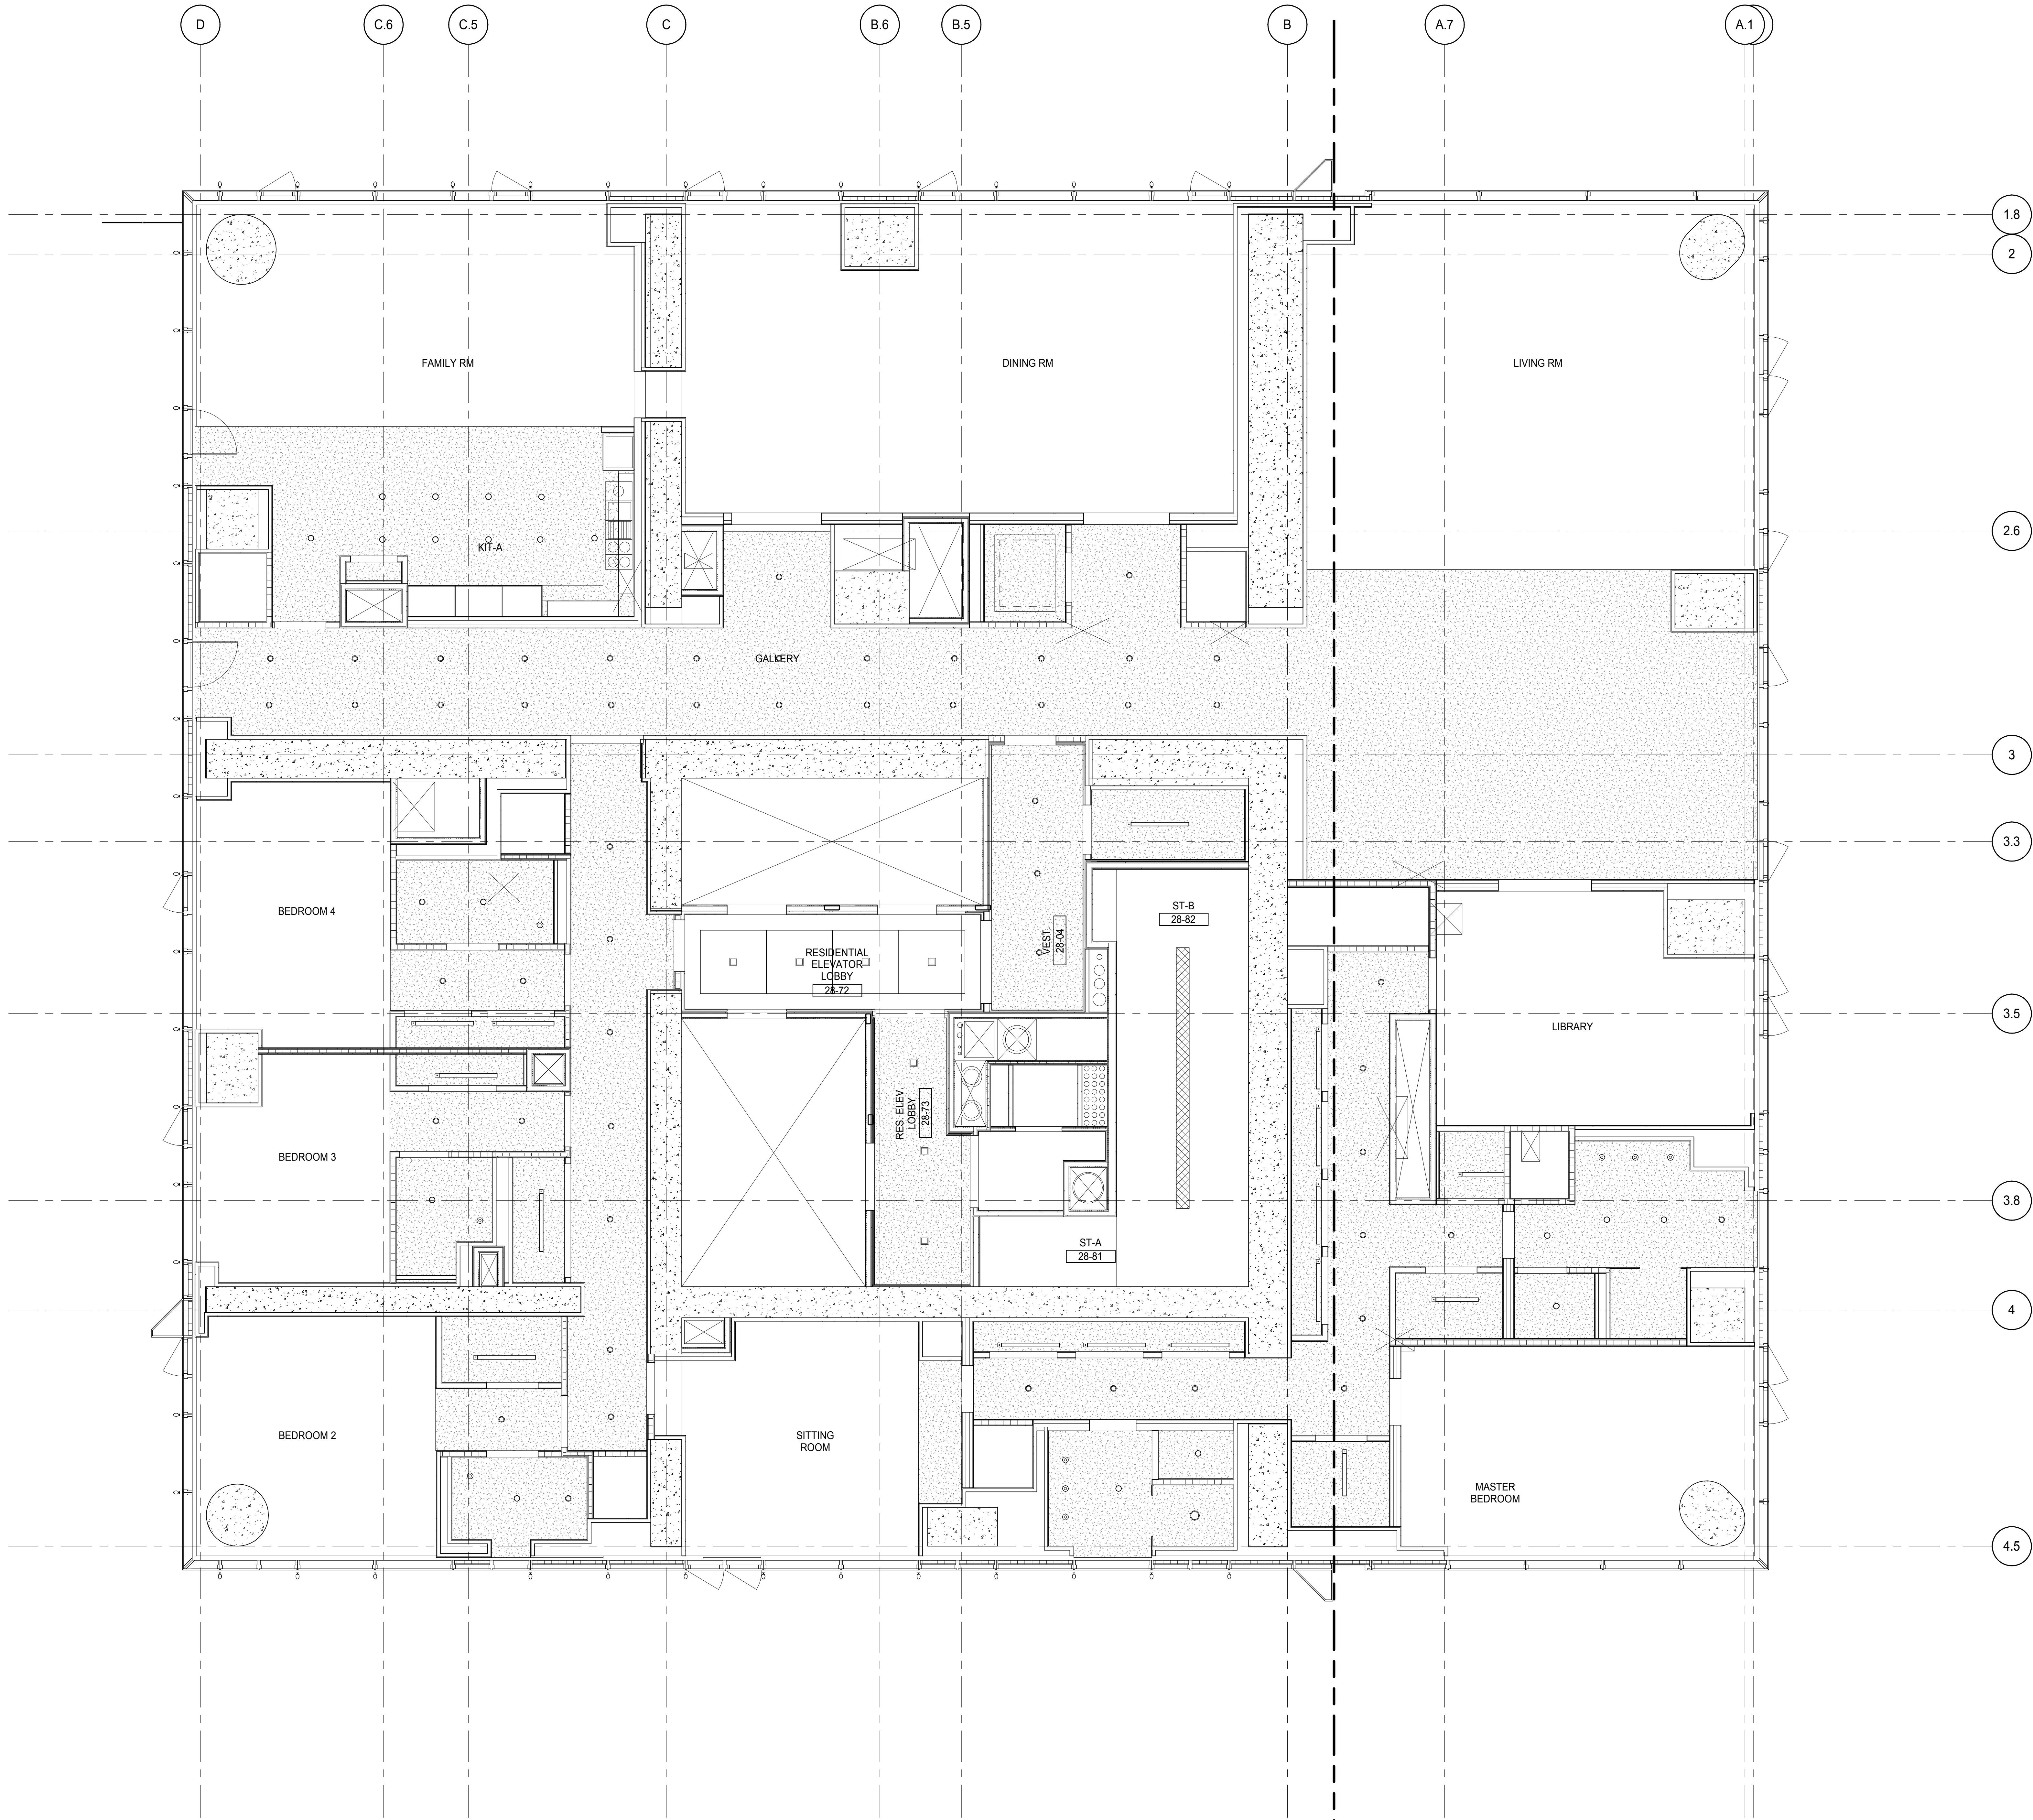 D
C.6
C.5
C
B.6
B.5
B
A.7
A.1
1.8
2
FAMILY RM
DINING RM
LIVING RM
2.6
KIT-A
GALLERY
3
3.3
BEDROOM 4
ST-B
28-82
VEST.
28-04
RESIDENTIAL
ELEVATOR
LOBBY
28-72
3.5
LIBRARY
RES. ELEV.
LOBBY
28-73
BEDROOM 3
3.8
ST-A
28-81
4
BEDROOM 2
SITTING
ROOM
MASTER
BEDROOM
4.5